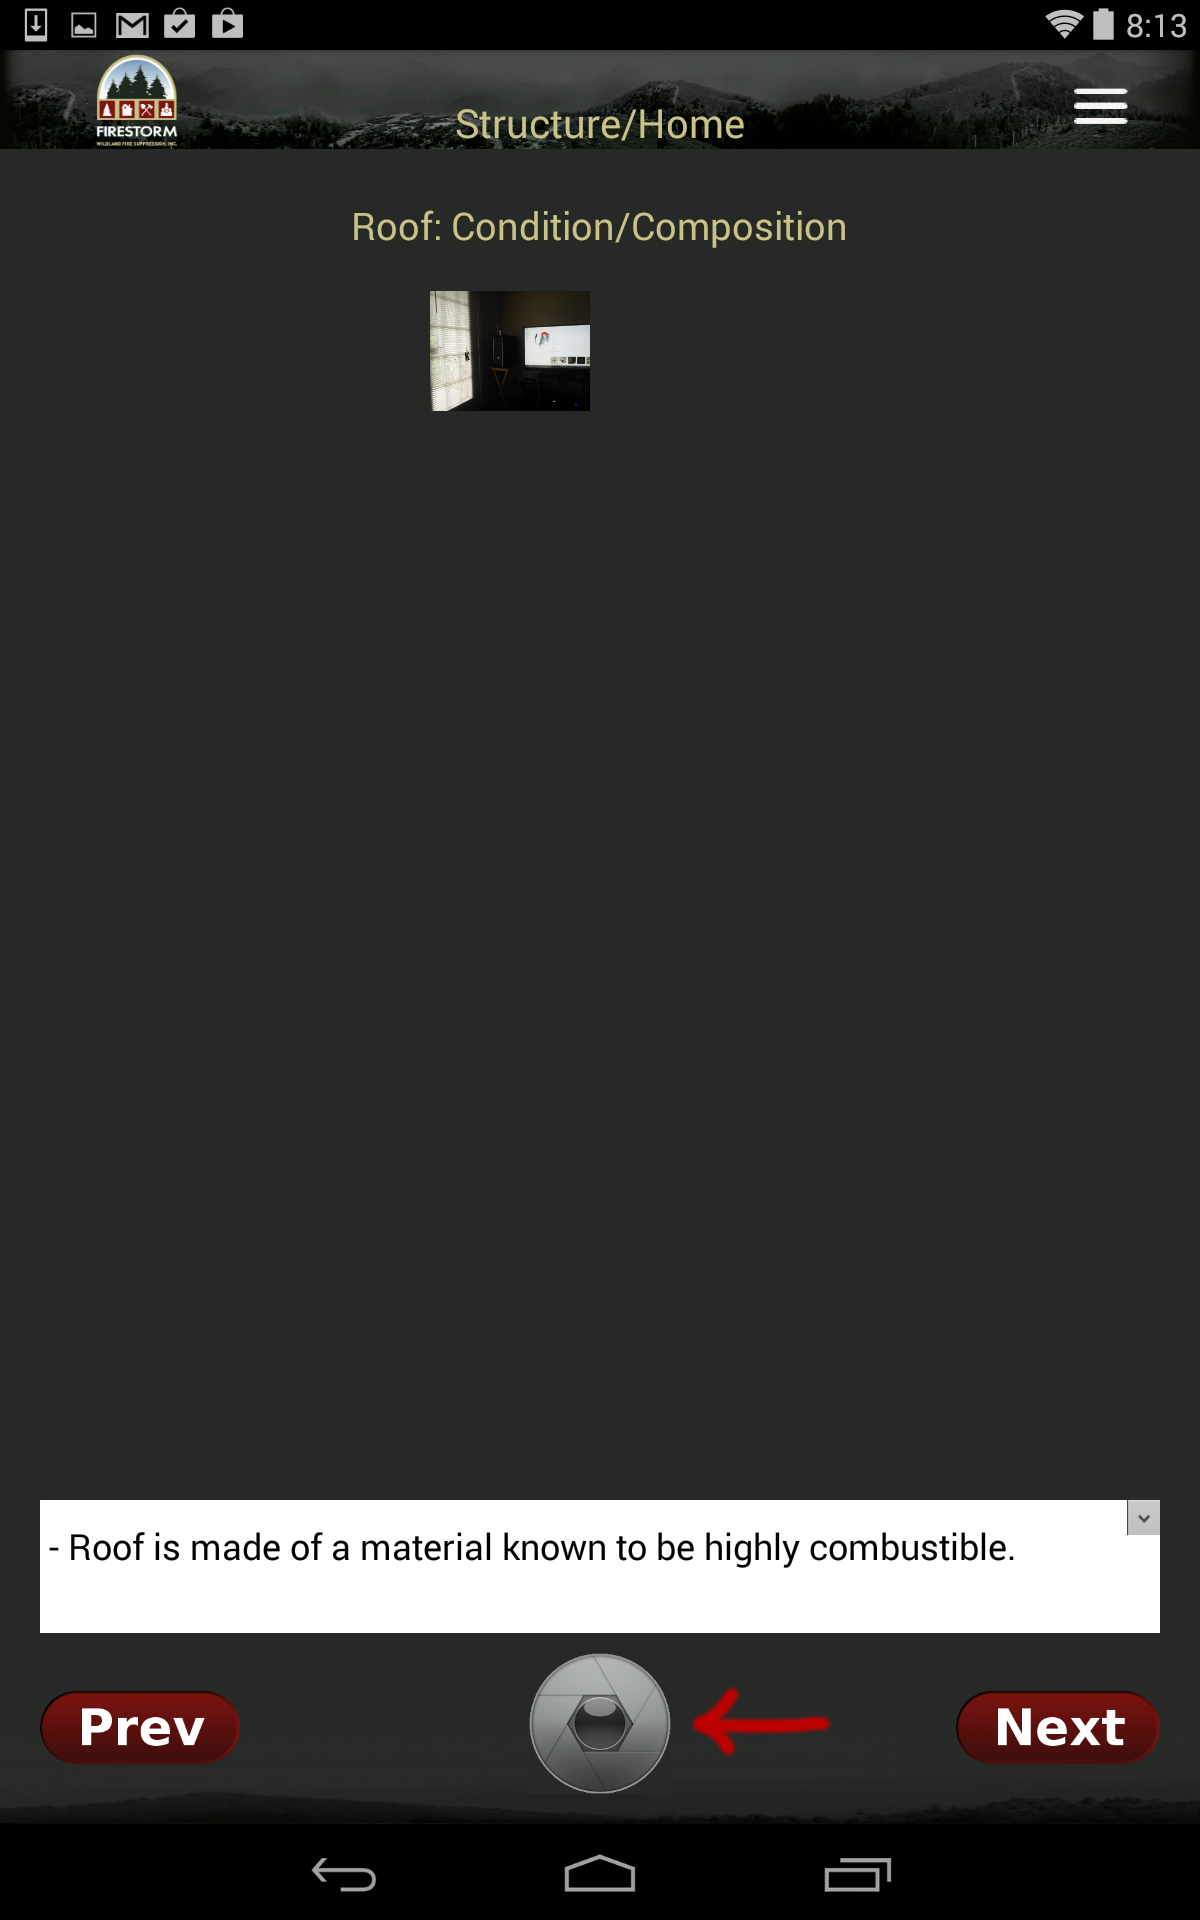 8:13
FIRESTORM
WILDLAND FIRE SUPPRESSION, INC.
Structure/Home
Roof: Condition/Composition
- Roof is made of a material known to be highly combustible.
Prev
Next